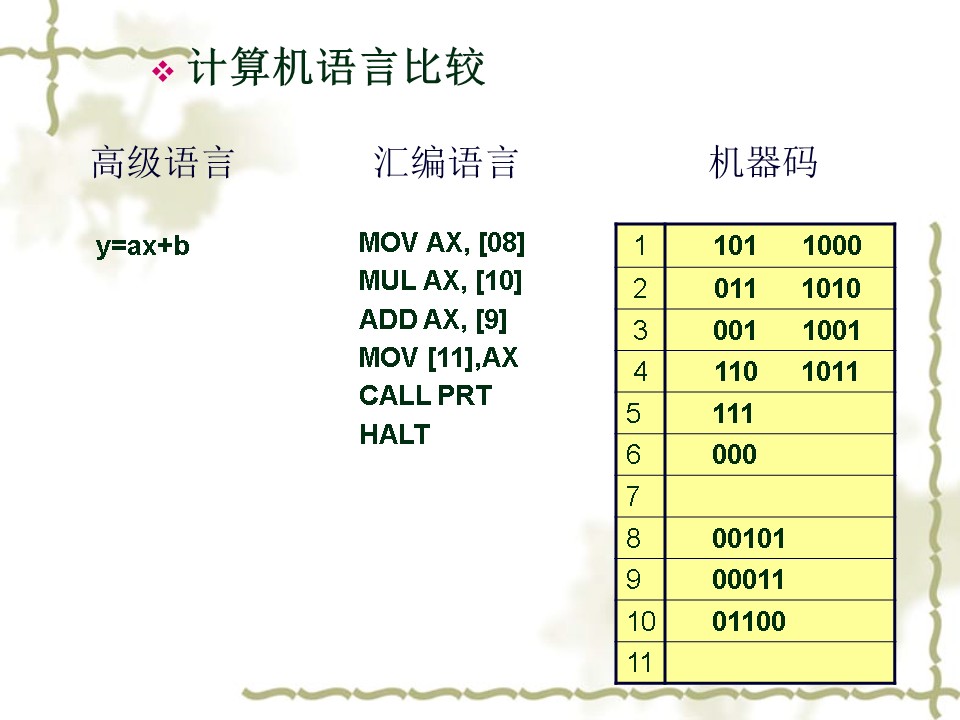 计算机语言比较
高级语言 汇编语言 机器码
y=ax+b
MOV AX, [08]
MUL AX, [10]
ADD AX, [9]
MOV [11],AX
CALL PRT
HALT
1 101 1000
2 011 1010
3 001 1001
4 110 1011
5 111
6 000
7
8 00101
9 00011
10 01100
11